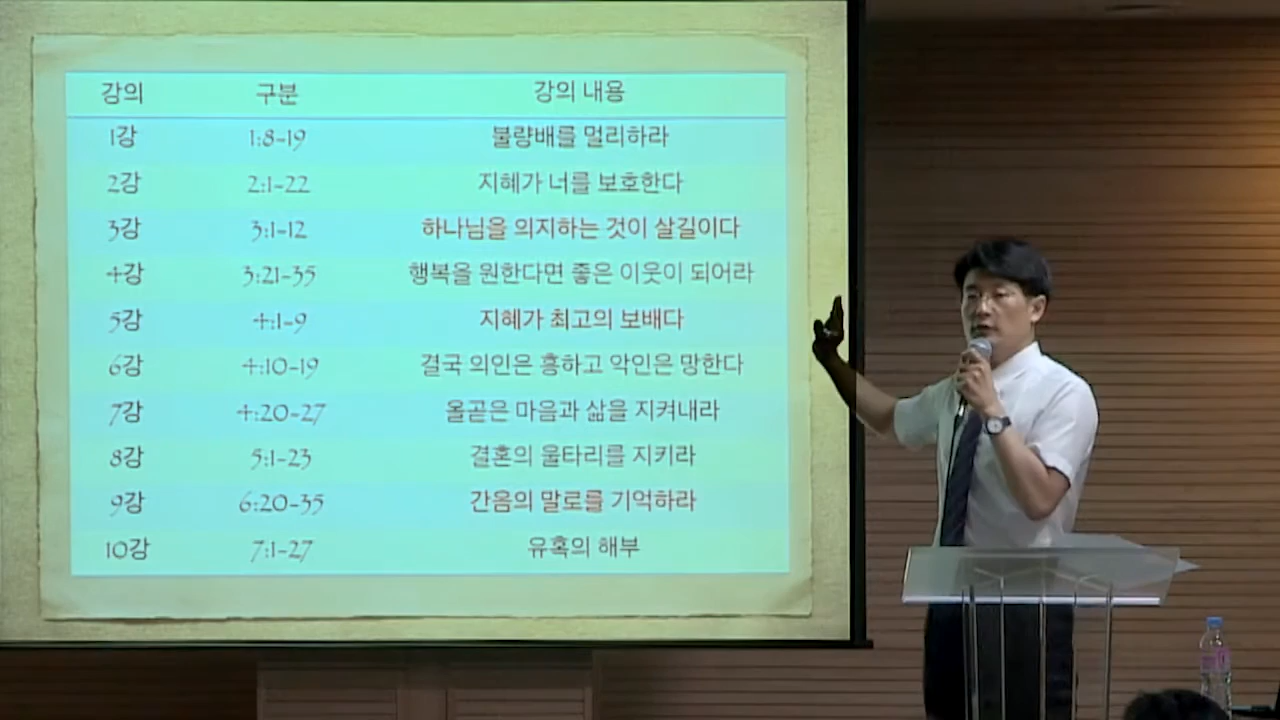 강의 구분 강의 내용
1강 1:8-19 불량배를 멀리하라
2강 2:1-22 지혜가 너를 보호한다
3강 3:1-12 하나님을 의지하는 것이 살길이다
4강 3:21-35 행복을 원한다면 좋은 이웃이 되어라
5강 4:1-9 지혜가 최고의 보배다
6강 4:10-19 결국 의인은 흥하고 악인은 망한다
7강 4:20-27 올곧은 마음과 삶을 지켜내라
8강 5:1-23 결혼의 울타리를 지키라
9강 6:20-35 간음의 말로를 기억하라
10강 7:1-27 유혹의 해부